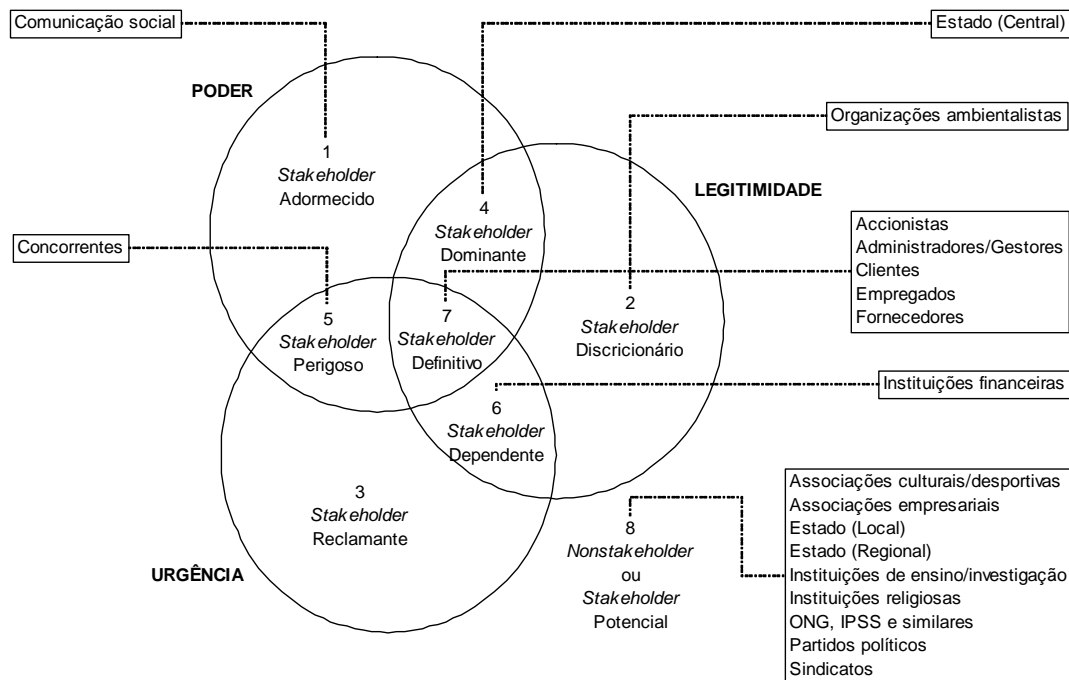 Comunicação social
Estado (Central)
PODER
Organizações ambientalistas
1
Stakeholder
Adormecido
LEGITIMIDADE
4
Stakeholder
Dominante
Accionistas
Administradores/Gestores
Clientes
Empregados
Fornecedores
Concorrentes
5
Stakeholder
Perigoso
7
Stakeholder
Definitivo
2
Stakeholder
Discricionário
Instituições financeiras
6
Stakeholder
Dependente
3
Stakeholder
Reclamante
URGÊNCIA
8
Nonstakeholder
ou
Stakeholder
Potencial
Associações culturais/desportivas
Associações empresariais
Estado (Local)
Estado (Regional)
Instituições de ensino/investigação
Instituições religiosas
ONG, IPSS e similares
Partidos políticos
Sindicatos